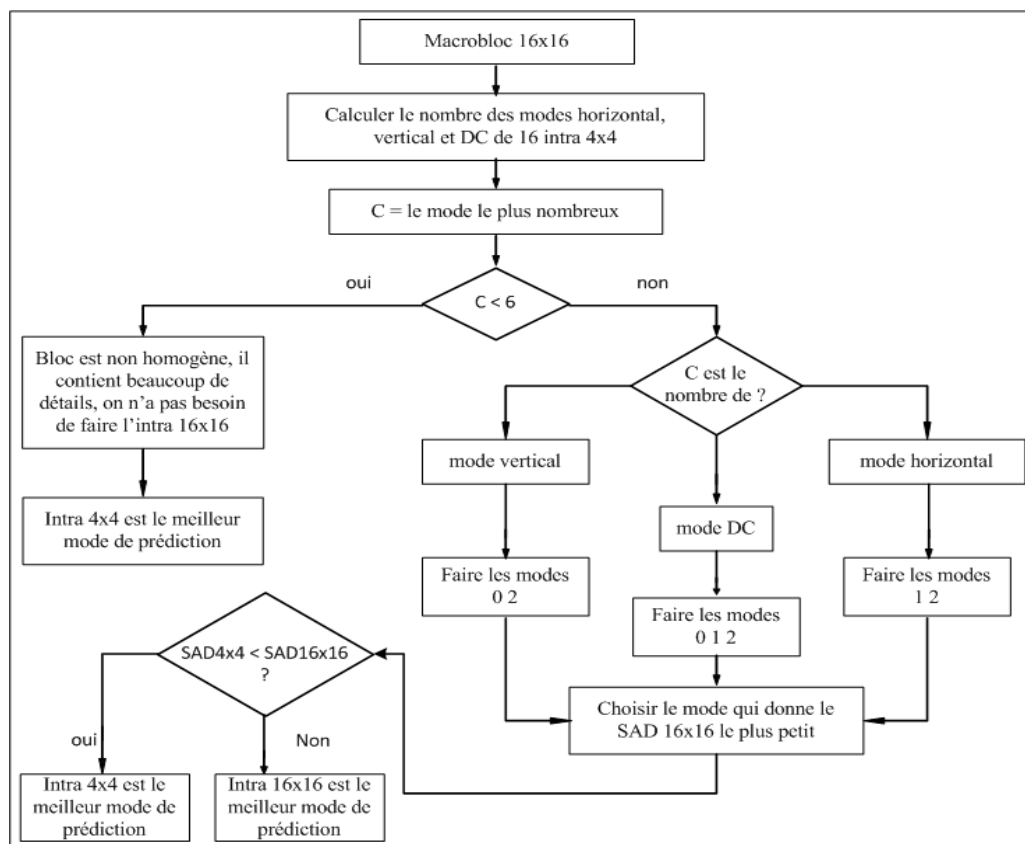 Macrobloc 16x16
Calculer le nombre des modes horizontal,
vertical et DC de 16 intra 4x4
C = le mode le plus nombreux
oui
C < 6
non
Bloc est non homogène, il
contient beaucoup de
détails, on n'a pas besoin
de faire l'intra 16x16
Intra 4x4 est le meilleur
mode de prédiction
C est le
nombre de ?
mode vertical
mode DC
mode horizontal
Faire les modes
0 2
Faire les modes
0 1 2
Faire les modes
1 2
Choisir le mode qui donne le
SAD 16x16 le plus petit
SAD4x4 < SAD16x16
?
oui
Non
Intra 4x4 est le
meilleur mode de
prédiction
Intra 16x16 est le
meilleur mode de
prédiction